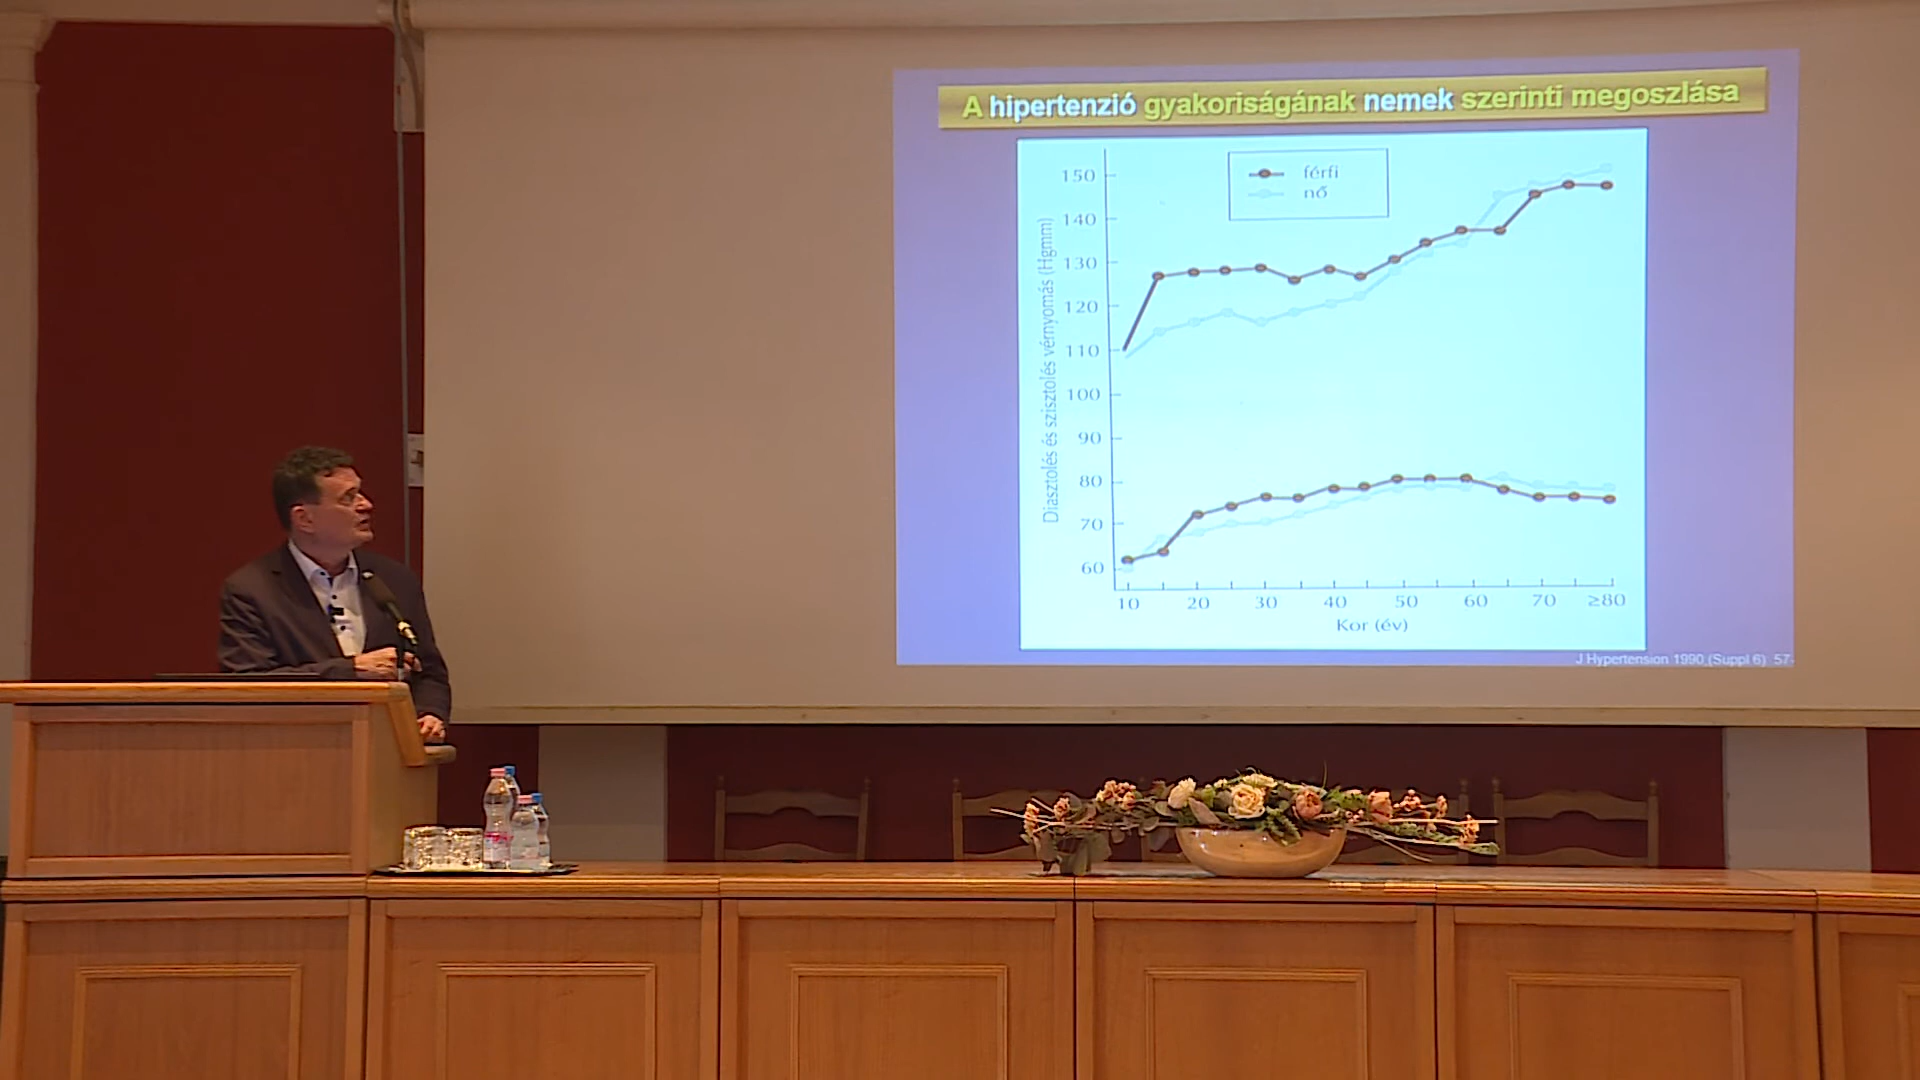 A hipertenzió gyakoriságának nemek szerinti megoszlása
férfi
nő
Diasztolés és szisztolés vérnyomás (Hgmm)
150
140
130
120
110
100
90
80
70
60
10 20 30 40 50 60 70 ≥80
Kor (év)
J Hypertension 1990 (Suppl 6) 57-